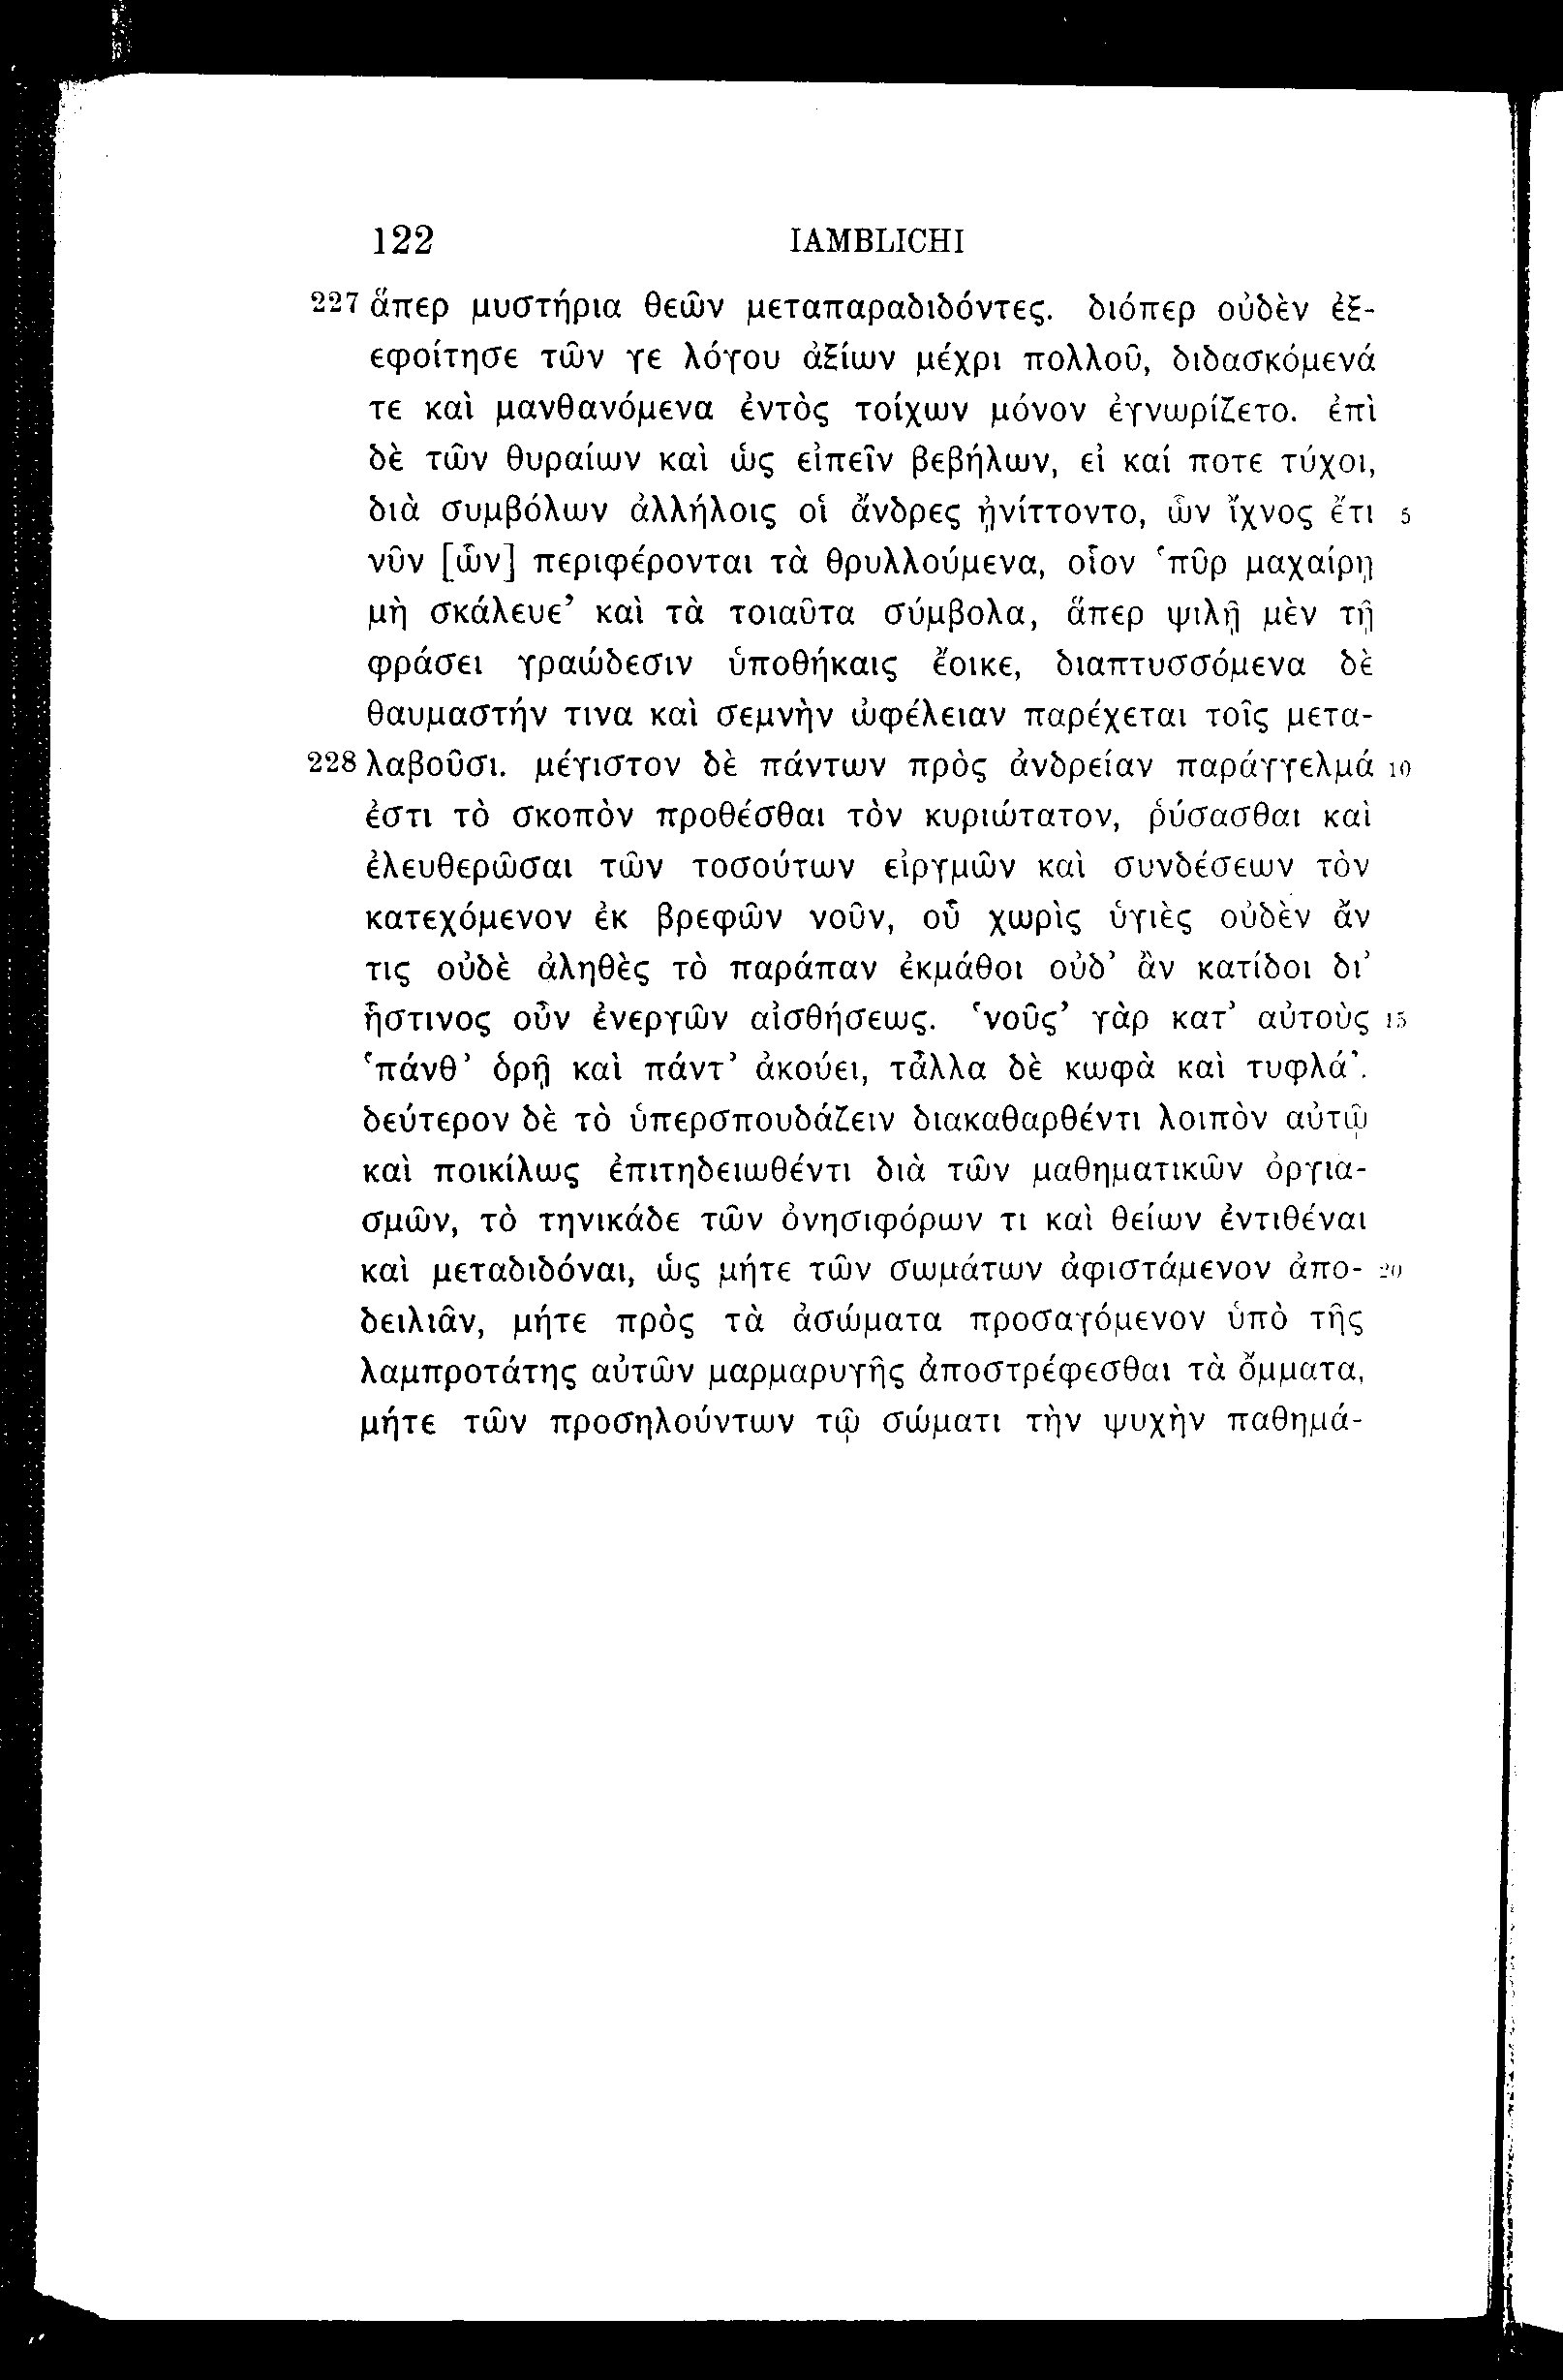 122 IAMBLICHI
227 ἅπερ μυστήρια θεῶν μεταπαραδιδόντες. διόπερ οὐδὲν ἐξ-
εφοίτησε τῶν γε λόγου ἀξίων μέχρι πολλοῦ, διδασκόμενά
τε καὶ μανθανόμενα ἐντὸς τοίχων μόνον ἐγνωρίζετο. ἐπὶ
δὲ τῶν θυραίων καὶ ὡς εἰπεῖν βεβήλων, εἰ καί ποτε τύχοι,
διὰ συμβόλων ἀλλήλοις οἱ ἄνδρες ᾐνίττοντο, ὧν ἴχνος ἔτι 5
νῦν [ὧν] περιφέρονται τὰ θρυλλούμενα, οἷον ‘πῦρ μαχαίρῃ
μὴ σκάλευε’ καὶ τὰ τοιαῦτα σύμβολα, ἅπερ ψιλῇ μὲν τῇ
φράσει γραώδεσιν ὑποθήκαις ἔοικε, διαπτυσσόμενα δὲ
θαυμαστήν τινα καὶ σεμνὴν ὠφέλειαν παρέχεται τοῖς μετα-
228 λαβοῦσι. μέγιστον δὲ πάντων πρὸς ἀνδρείαν παράγγελμά 10
ἐστι τὸ σκοπὸν προθέσθαι τὸν κυριώτατον, ῥύσασθαι καὶ
ἐλευθερῶσαι τῶν τοσούτων εἰργμῶν καὶ συνδέσεων τὸν
κατεχόμενον ἐκ βρεφῶν νοῦν, οὗ χωρὶς ὑγιὲς οὐδὲν ἄν
τις οὐδὲ ἀληθὲς τὸ παράπαν ἐκμάθοι οὐδ’ ἂν κατίδοι δι’
ἧστινος οὖν ἐνεργῶν αἰσθήσεως. ‘νοῦς’ γὰρ κατ’ αὐτοὺς 15
‘πάνθ’ ὁρῇ καὶ πάντ’ ἀκούει, τἆλλα δὲ κωφὰ καὶ τυφλά’.
δεύτερον δὲ τὸ ὑπερσπουδάζειν διακαθαρθέντι λοιπὸν αὐτῷ
καὶ ποικίλως ἐπιτηδειωθέντι διὰ τῶν μαθηματικῶν ὀργια-
σμῶν, τὸ τηνικάδε τῶν ὀνησιφόρων τι καὶ θείων ἐντιθέναι
καὶ μεταδιδόναι, ὡς μήτε τῶν σωμάτων ἀφιστάμενον ἀπο- 20
δειλιᾶν, μήτε πρὸς τὰ ἀσώματα προσαγόμενον ὑπὸ τῆς
λαμπροτάτης αὐτῶν μαρμαρυγῆς ἀποστρέφεσθαι τὰ ὄμματα,
μήτε τῶν προσηλούντων τῷ σώματι τὴν ψυχὴν παθημά-